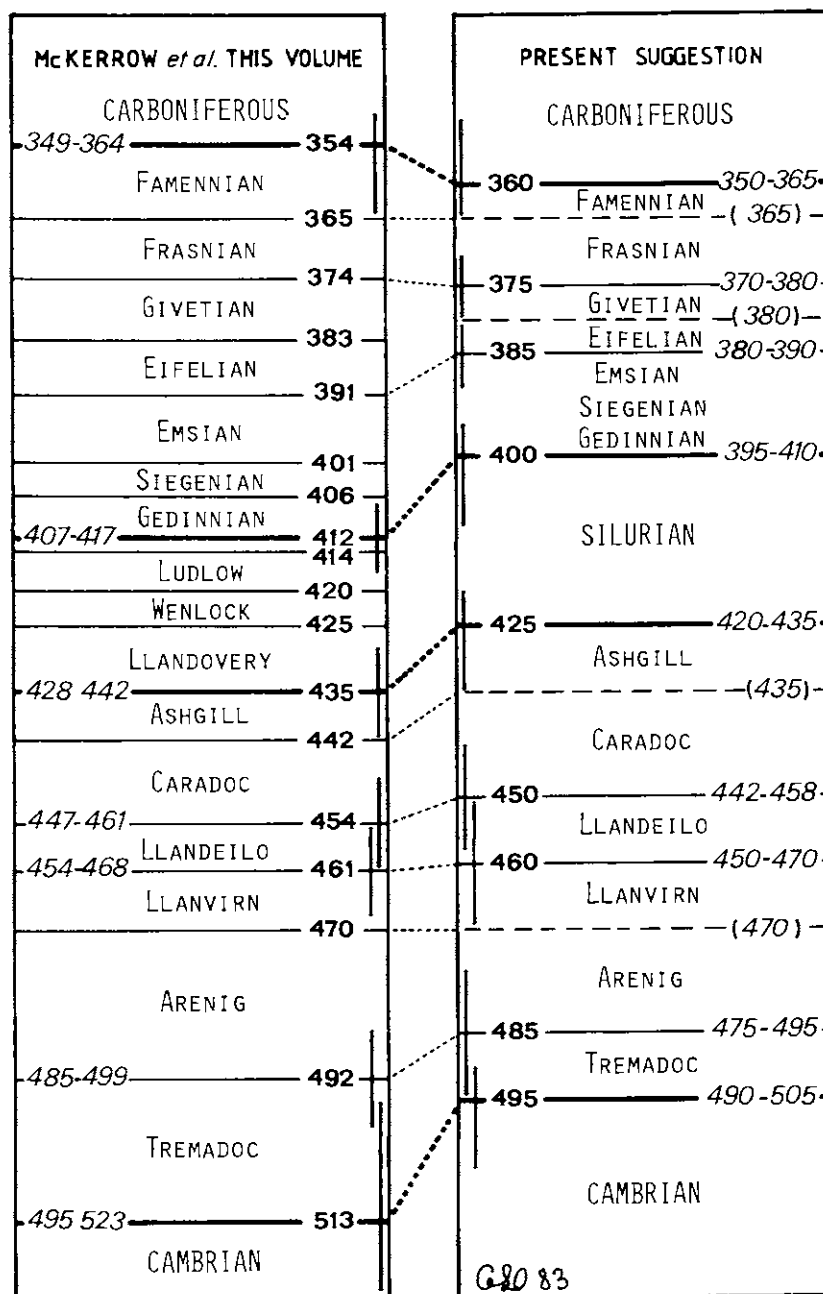 McKERROW et al. THIS VOLUME
CARBONIFEROUS
349-364 354
FAMENNIAN
365
FRASNIAN
374
GIVETIAN
383
EIFELIAN
391
EMSIAN
401
SIEGENIAN
406
GEDINNIAN
407-417 412
414
LUDLOW
420
WENLOCK
425
LLANDOVERY
428 442 435
ASHGILL
442
CARADOC
447-461 454
LLANDEILO
454-468 461
LLANVIRN
470
ARENIG
485-499 492
TREMADOC
495 523 513
CAMBRIAN
PRESENT SUGGESTION
CARBONIFEROUS
360 350-365
FAMENNIAN
(365)
FRASNIAN
375 370-380
GIVETIAN
(380)
EIFELIAN
385 380-390
EMSIAN
SIEGENIAN
GEDINNIAN
400 395-410
SILURIAN
425 420-435
ASHGILL
(435)
CARADOC
450 442-458
LLANDEILO
460 450-470
LLANVIRN
(470)
ARENIG
485 475-495
TREMADOC
495 490-505
CAMBRIAN
83